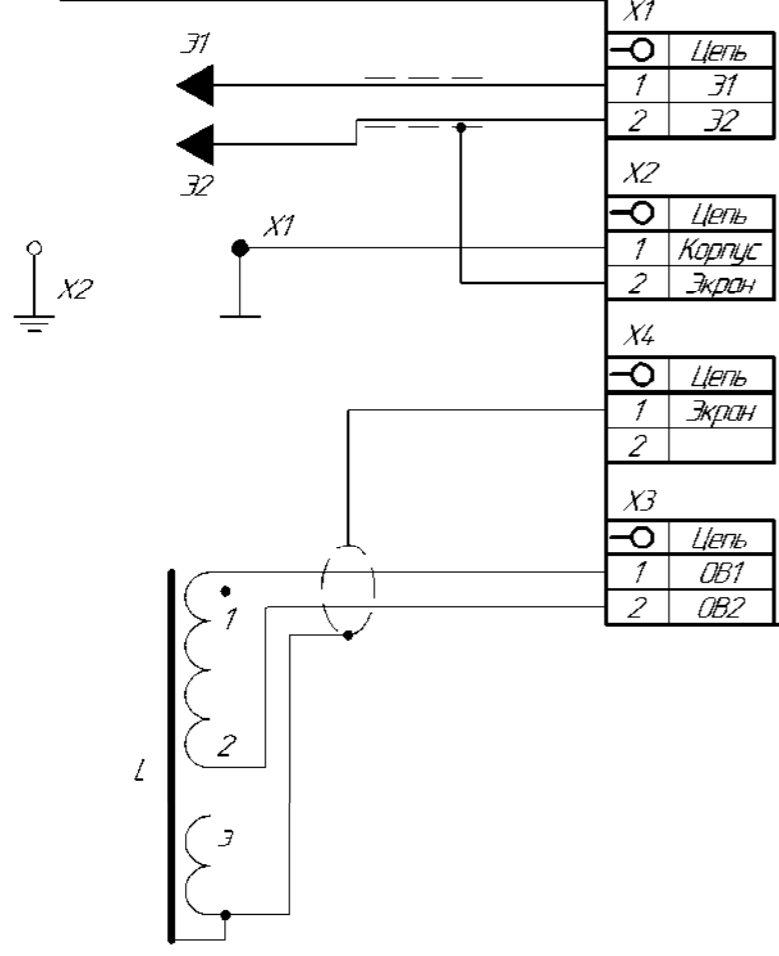 X1
Цепь
Э1
1 Э1
2 Э2
Э2
X2
Цепь
X1
1 Корпус
X2
2 Экран
X4
Цепь
1 Экран
2
X3
Цепь
1 ОВ1
1
2 ОВ2
2
L
3